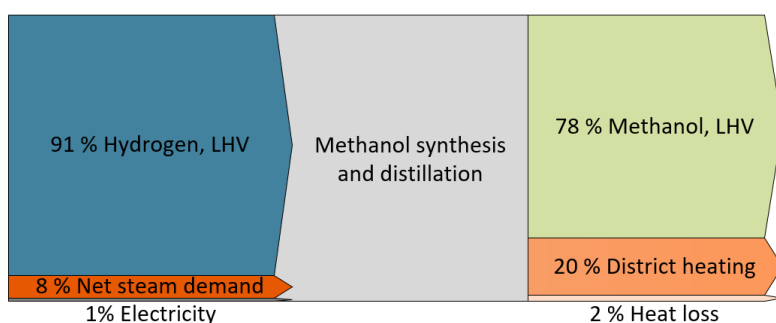 91 % Hydrogen, LHV
8 % Net steam demand
1% Electricity
Methanol synthesis
and distillation
78 % Methanol, LHV
20 % District heating
2 % Heat loss